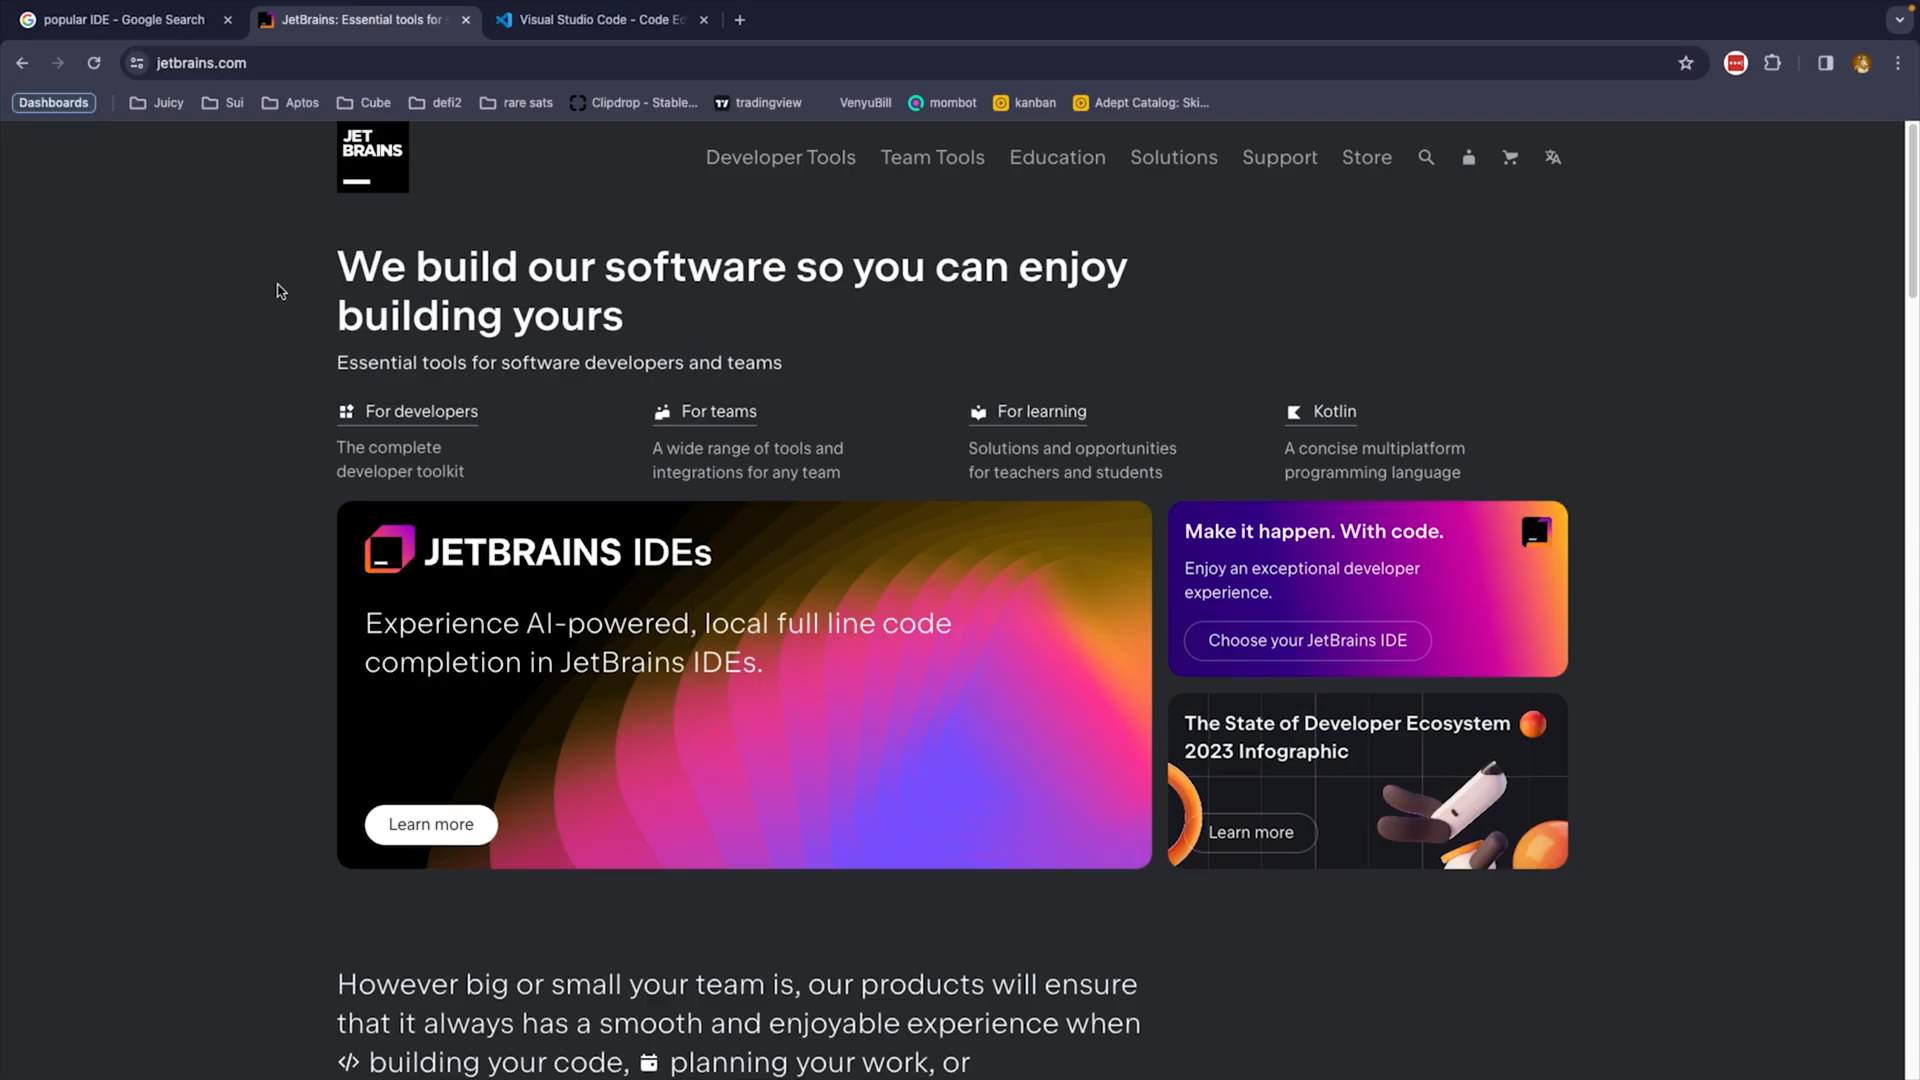 popular IDE - Google Search
JetBrains: Essential tools for
Visual Studio Code - Code Ed
jetbrains.com
Dashboards
Juicy
Sui
Aptos
Cube
defi2
rare sats
Clipdrop - Stable...
tradingview
VenyuBill
mombot
kanban
Adept Catalog: Ski...
JET
BRAINS
Developer Tools
Team Tools
Education
Solutions
Support
Store
We build our software so you can enjoy
building yours
Essential tools for software developers and teams
For developers
The complete
developer toolkit
For teams
A wide range of tools and
integrations for any team
For learning
Solutions and opportunities
for teachers and students
Kotlin
A concise multiplatform
programming language
JETBRAINS IDEs
Experience AI-powered, local full line code
completion in JetBrains IDEs.
Learn more
Make it happen. With code.
Enjoy an exceptional developer
experience.
Choose your JetBrains IDE
The State of Developer Ecosystem
2023 Infographic
Learn more
However big or small your team is, our products will ensure
that it always has a smooth and enjoyable experience when
</> building your code, planning your work, or